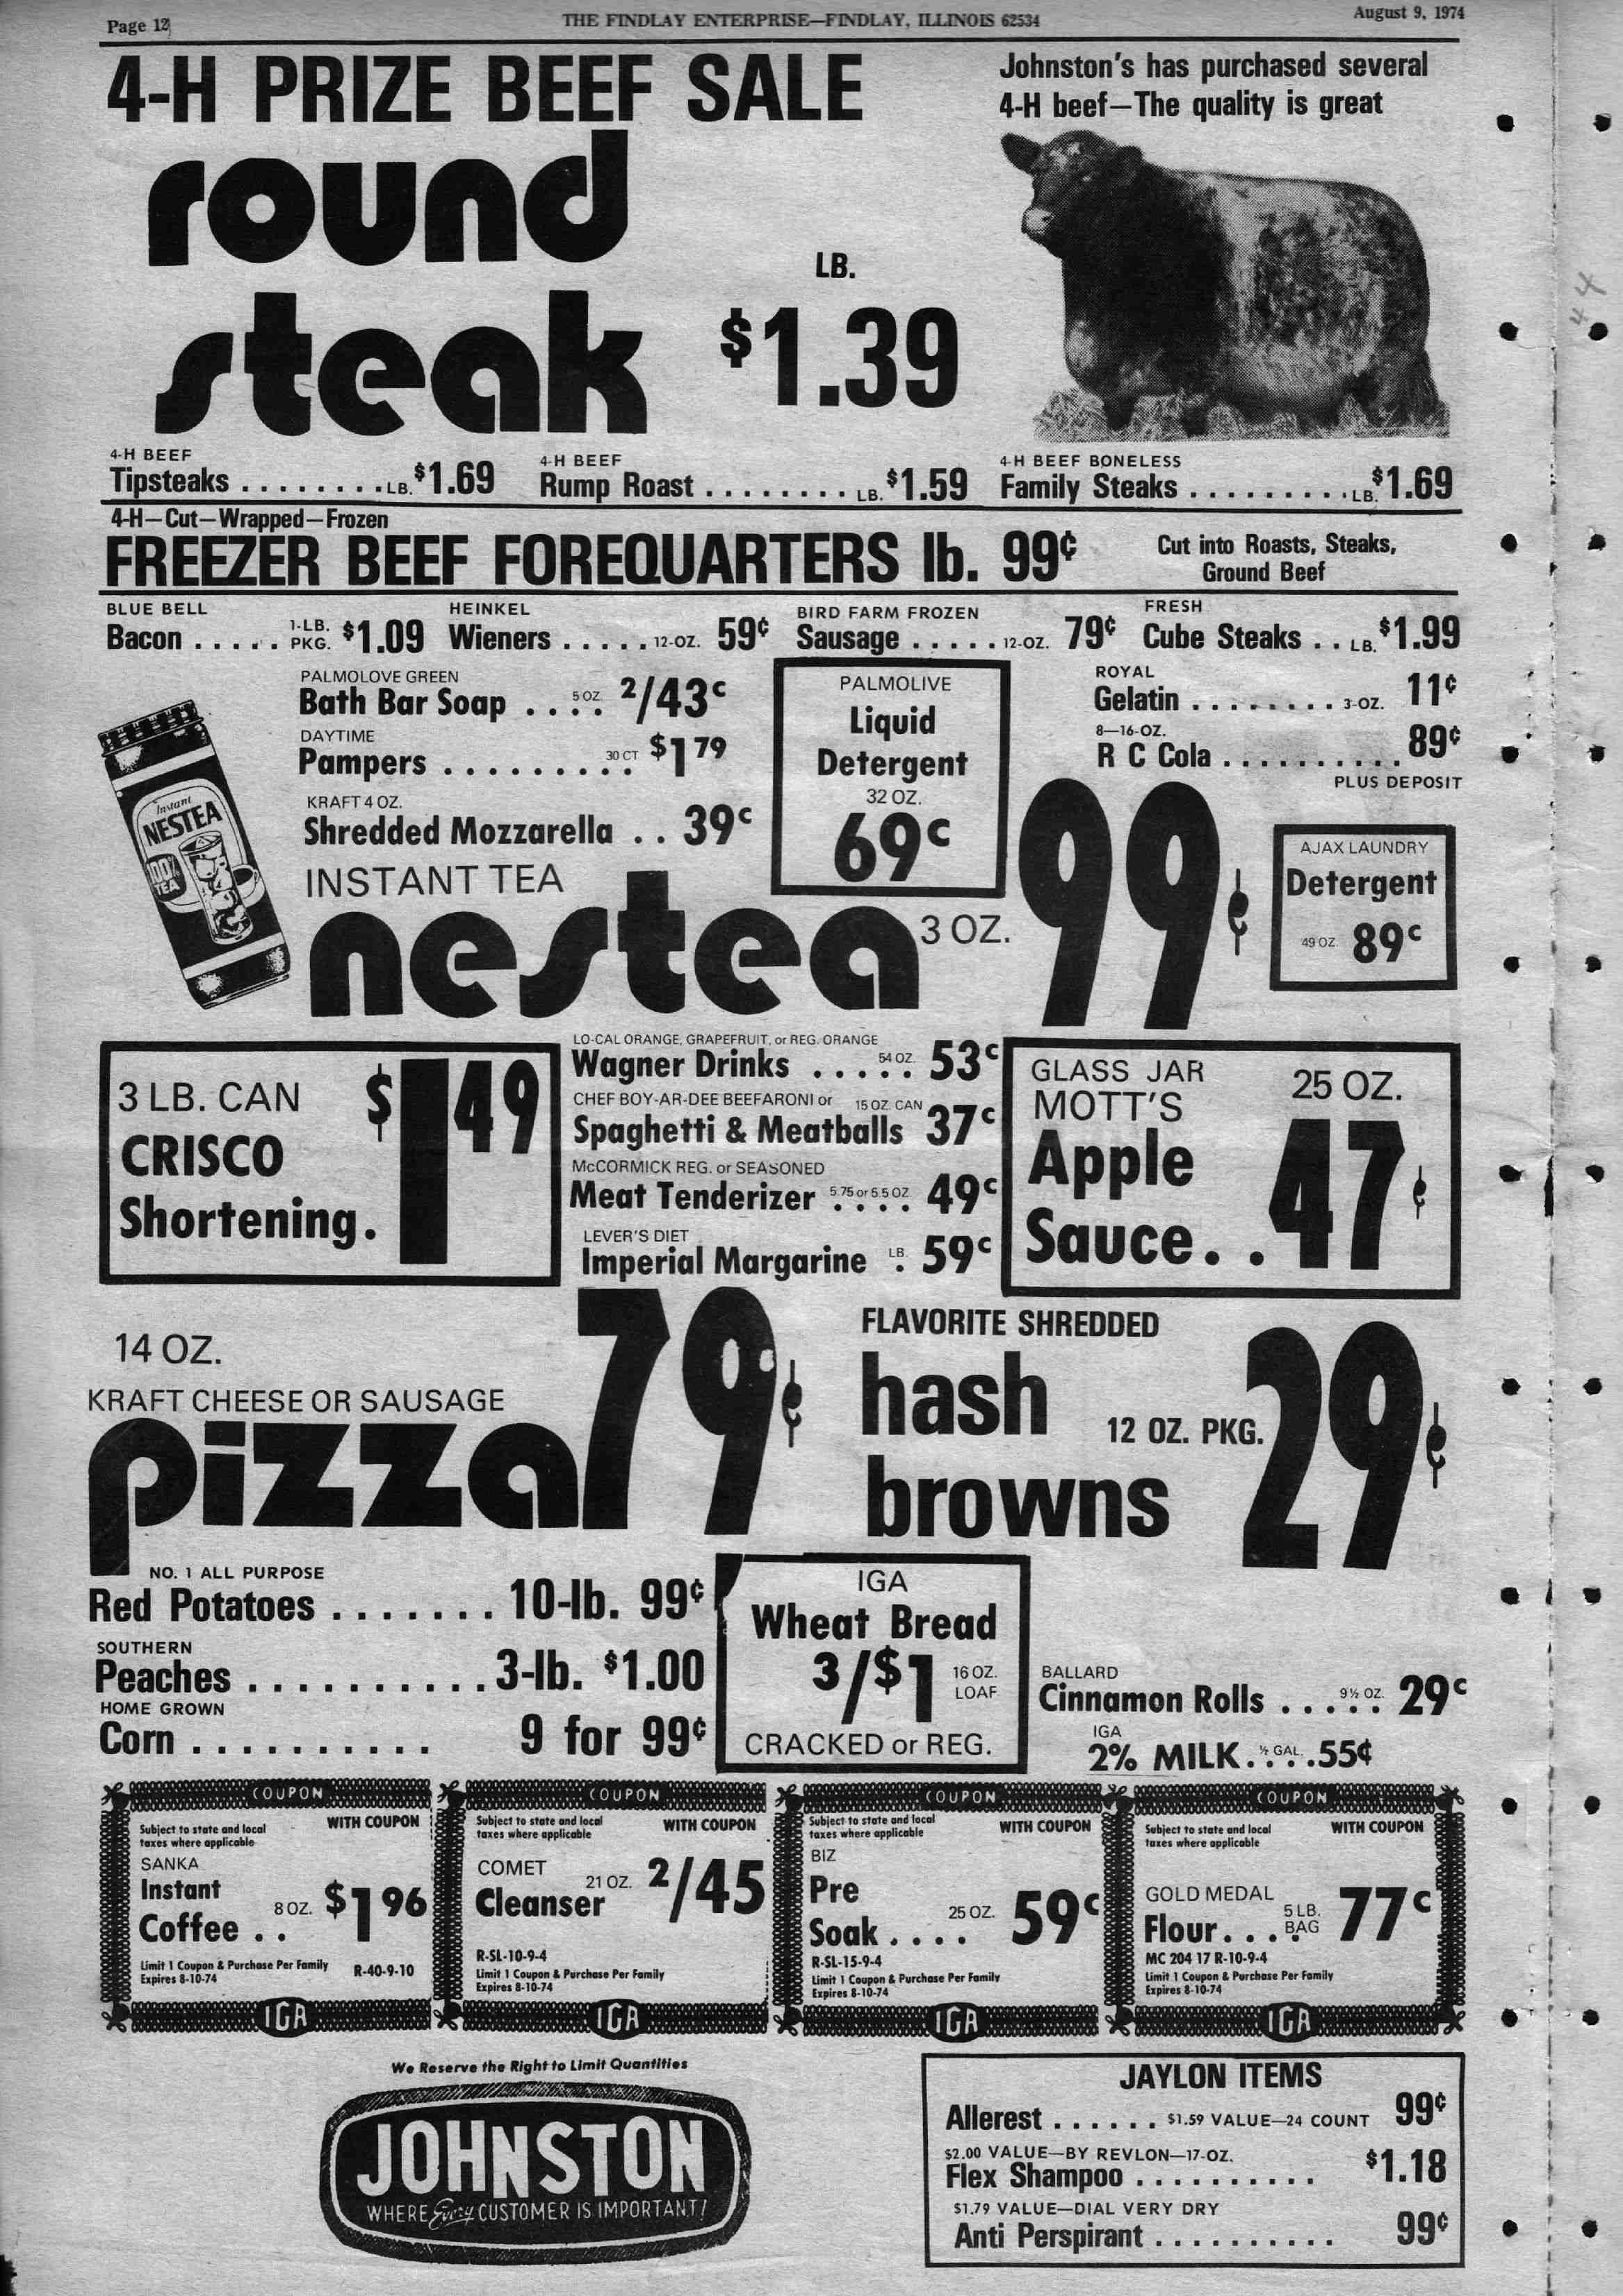 Page 12
THE FINDLAY ENTERPRISE—FINDLAY, ILLINOIS 62534
August 9, 1974
4-H PRIZE BEEF SALE
Johnston's has purchased several
4-H beef—The quality is great
round
steak
LB.
$1.39
4-H BEEF
Tipsteaks ........ LB. $1.69
4-H BEEF
Rump Roast ........ LB. $1.59
4-H BEEF BONELESS
Family Steaks ......... LB. $1.69
4-H—Cut—Wrapped—Frozen
FREEZER BEEF FOREQUARTERS lb. 99¢
Cut into Roasts, Steaks,
Ground Beef
BLUE BELL
Bacon ..... 1-LB. PKG. $1.09
HEINKEL
Wieners ..... 12-OZ. 59¢
BIRD FARM FROZEN
Sausage ..... 12-OZ. 79¢
FRESH
Cube Steaks .. LB. $1.99
PALMOLOVE GREEN
Bath Bar Soap .... 5 OZ. 2/43c
DAYTIME
Pampers ......... 30 CT $1 79
KRAFT 4 OZ.
Shredded Mozzarella .. 39c
PALMOLIVE
Liquid
Detergent
32 OZ.
69c
ROYAL
Gelatin ........ 3-OZ. 11¢
8—16-OZ.
R C Cola .......... 89¢
PLUS DEPOSIT
Instant
NESTEA
100%
TEA
INSTANT TEA
nestea
3 OZ.
99¢
AJAX LAUNDRY
Detergent
49 OZ. 89c
3 LB. CAN
CRISCO
Shortening.
$1 49
LO-CAL ORANGE, GRAPEFRUIT, or REG. ORANGE
Wagner Drinks ..... 54 OZ. 53c
CHEF BOY-AR-DEE BEEFARONI or 15 OZ. CAN
Spaghetti & Meatballs 37c
McCORMICK REG. or SEASONED
Meat Tenderizer 5.75 or 5.5 OZ. .... 49c
LEVER'S DIET
Imperial Margarine LB. . 59c
GLASS JAR
MOTT'S
25 OZ.
Apple
Sauce. .
47¢
14 OZ.
KRAFT CHEESE OR SAUSAGE
pizza
79¢
FLAVORITE SHREDDED
hash
browns
12 OZ. PKG.
29¢
NO. 1 ALL PURPOSE
Red Potatoes ....... 10-lb. 99¢
SOUTHERN
Peaches .......... 3-lb. $1.00
HOME GROWN
Corn .......... 9 for 99¢
IGA
Wheat Bread
3/$1 16 OZ. LOAF
CRACKED or REG.
BALLARD
Cinnamon Rolls ..... 9½ OZ. 29c
IGA
2% MILK.... ½ GAL. .55¢
COUPON
Subject to state and local
taxes where applicable
WITH COUPON
SANKA
Instant
Coffee ..
8 OZ. $1 96
Limit 1 Coupon & Purchase Per Family
Expires 8-10-74
R-40-9-10
IGA
COUPON
Subject to state and local
taxes where applicable
WITH COUPON
COMET
Cleanser 21 OZ. 2/45
R-SL-10-9-4
Limit 1 Coupon & Purchase Per Family
Expires 8-10-74
IGA
COUPON
Subject to state and local
taxes where applicable
WITH COUPON
BIZ
Pre
Soak ....
25 OZ. 59c
R-SL-15-9-4
Limit 1 Coupon & Purchase Per Family
Expires 8-10-74
IGA
COUPON
Subject to state and local
taxes where applicable
WITH COUPON
GOLD MEDAL
Flour.... 5 LB. BAG 77c
MC 204 17 R-10-9-4
Limit 1 Coupon & Purchase Per Family
Expires 8-10-74
IGA
We Reserve the Right to Limit Quantities
JOHNSTON
WHERE Every CUSTOMER IS IMPORTANT!
JAYLON ITEMS
Allerest ...... $1.59 VALUE—24 COUNT 99¢
$2.00 VALUE—BY REVLON—17-OZ.
Flex Shampoo .......... $1.18
$1.79 VALUE—DIAL VERY DRY
Anti Perspirant .......... 99¢
44